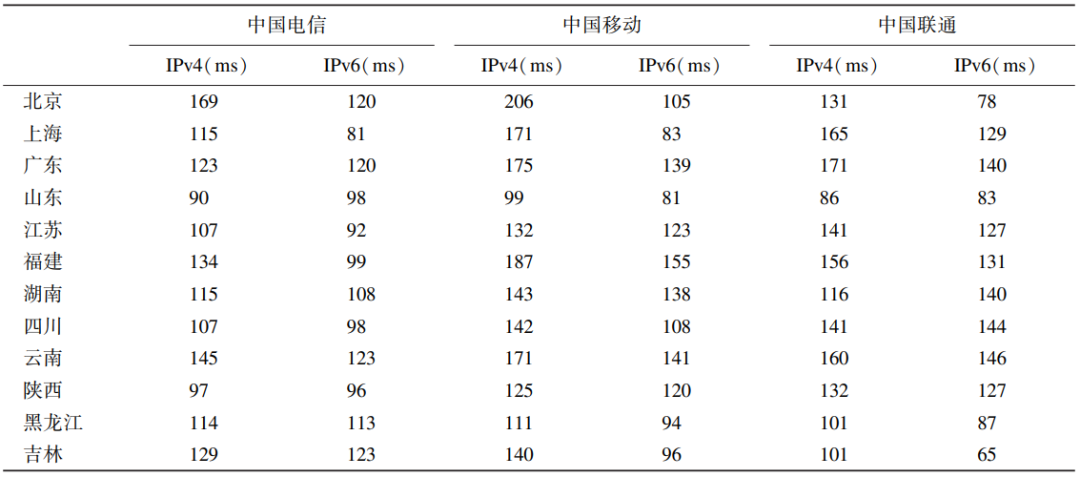 中国电信 中国移动 中国联通
IPv4(ms) IPv6(ms) IPv4(ms) IPv6(ms) IPv4(ms) IPv6(ms)
北京 169 120 206 105 131 78
上海 115 81 171 83 165 129
广东 123 120 175 139 171 140
山东 90 98 99 81 86 83
江苏 107 92 132 123 141 127
福建 134 99 187 155 156 131
湖南 115 108 143 138 116 140
四川 107 98 142 108 141 144
云南 145 123 171 141 160 146
陕西 97 96 125 120 132 127
黑龙江 114 113 111 94 101 87
吉林 129 123 140 96 101 65